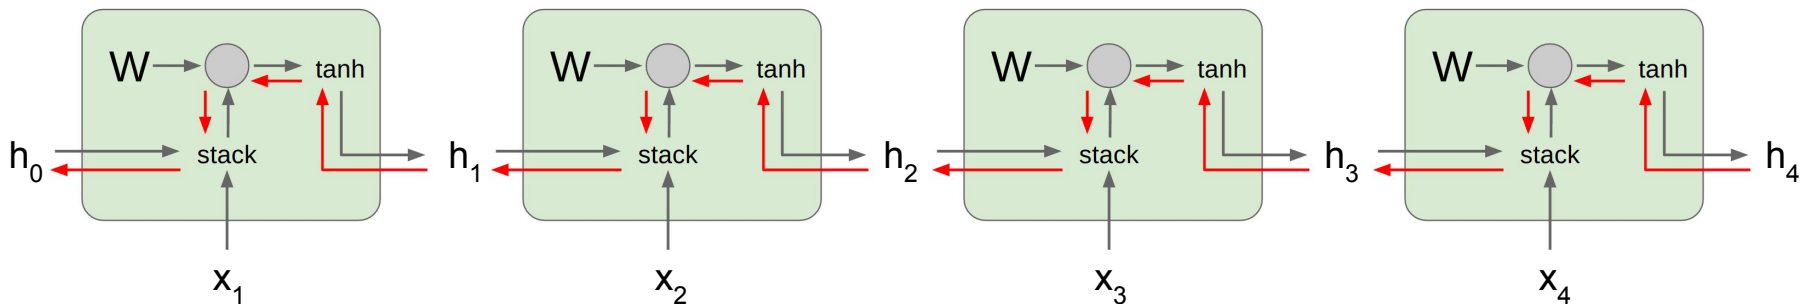 W tanh W tanh W tanh W tanh
h₀ stack h₁ stack h₂ stack h₃ stack h₄
x₁ x₂ x₃ x₄